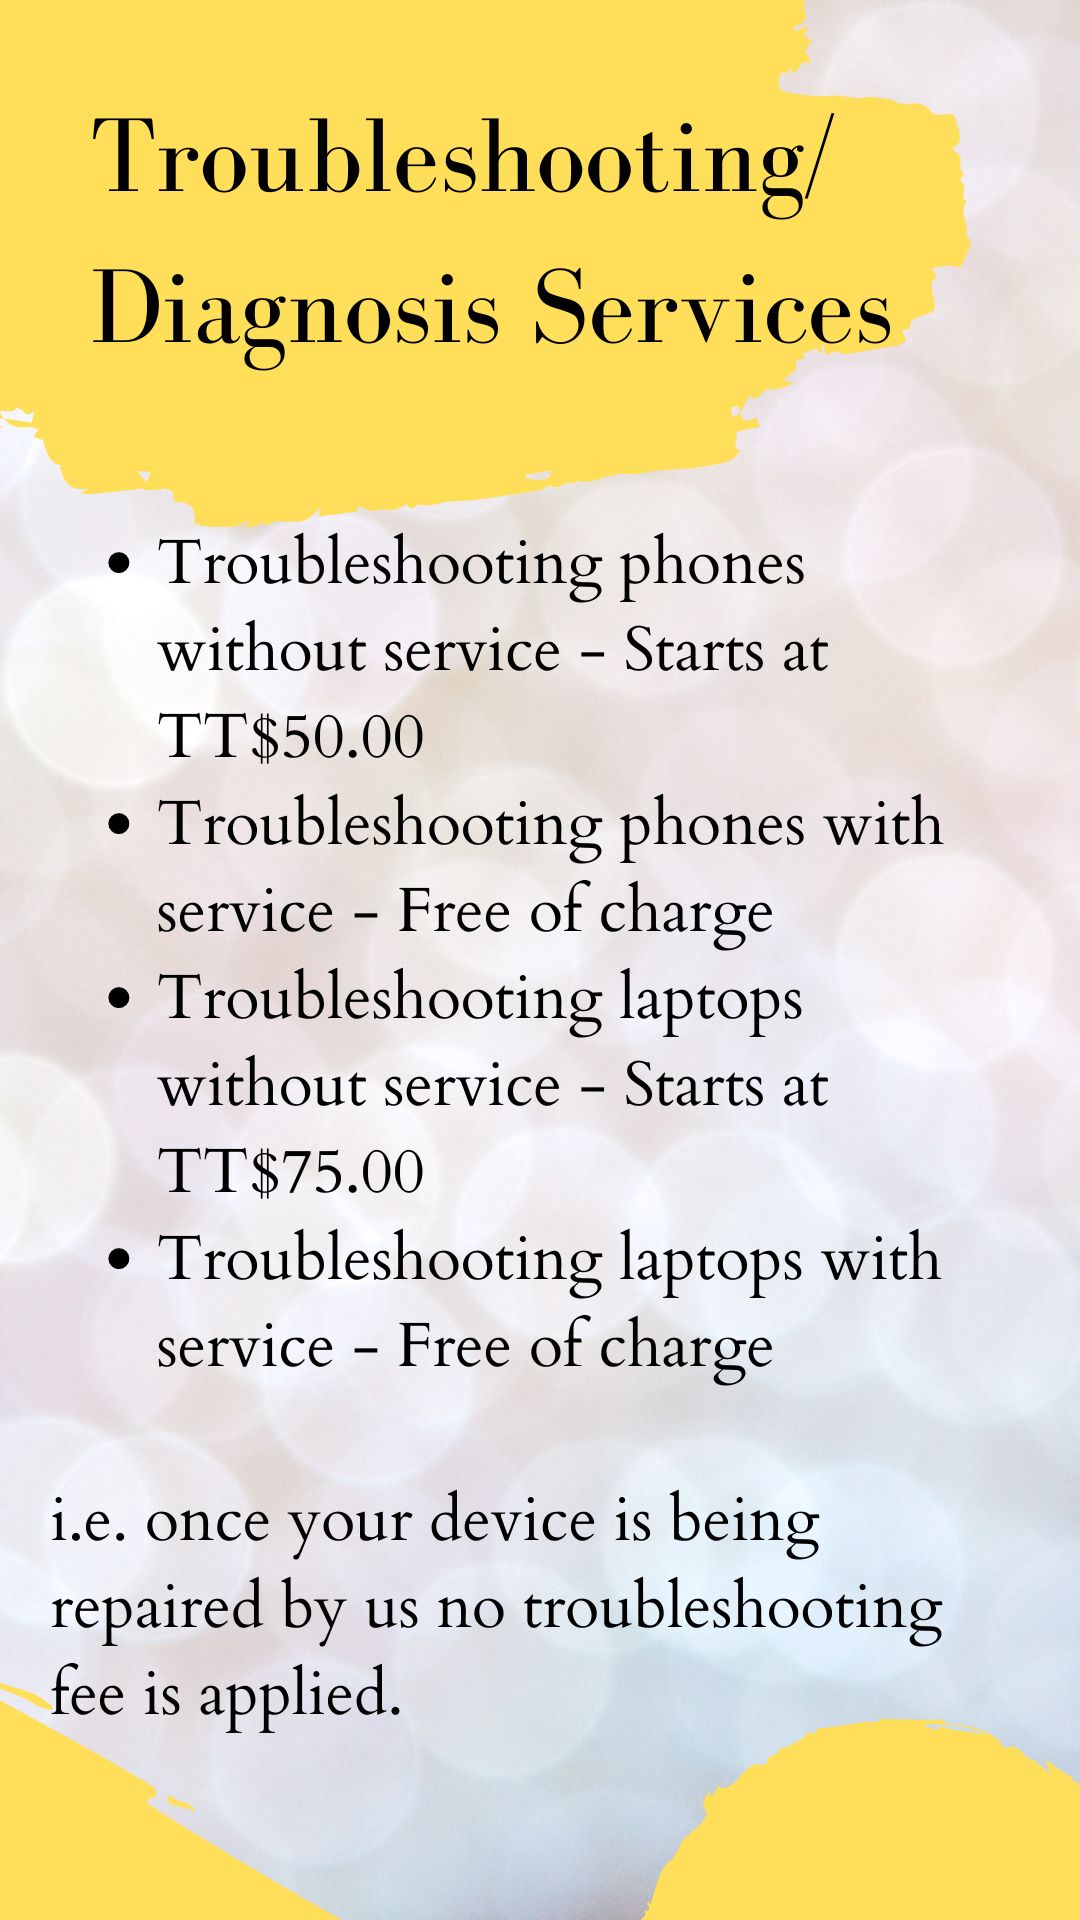 Troubleshooting/
Diagnosis Services
• Troubleshooting phones
without service - Starts at
TT$50.00
• Troubleshooting phones with
service - Free of charge
• Troubleshooting laptops
without service - Starts at
TT$75.00
• Troubleshooting laptops with
service - Free of charge
i.e. once your device is being
repaired by us no troubleshooting
fee is applied.